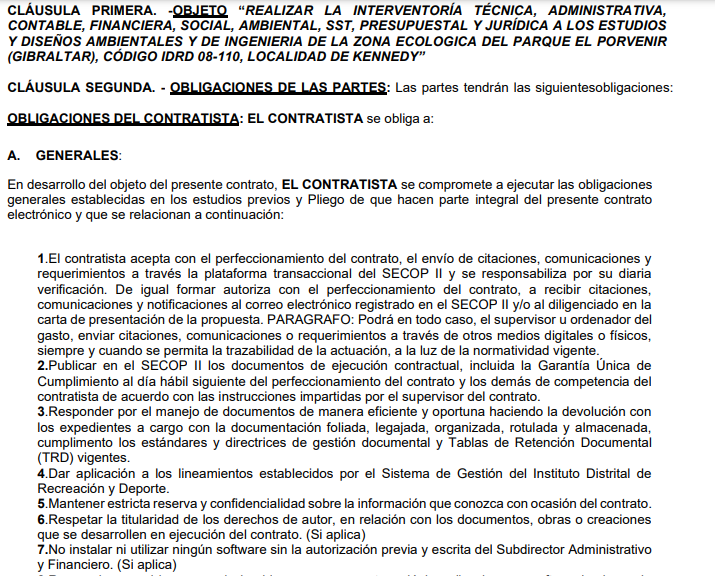 CLÁUSULA PRIMERA. -OBJETO “REALIZAR LA INTERVENTORÍA TÉCNICA, ADMINISTRATIVA,
CONTABLE, FINANCIERA, SOCIAL, AMBIENTAL, SST, PRESUPUESTAL Y JURÍDICA A LOS ESTUDIOS
Y DISEÑOS AMBIENTALES Y DE INGENIERIA DE LA ZONA ECOLOGICA DEL PARQUE EL PORVENIR
(GIBRALTAR), CÓDIGO IDRD 08-110, LOCALIDAD DE KENNEDY”
CLÁUSULA SEGUNDA. - OBLIGACIONES DE LAS PARTES: Las partes tendrán las siguientesobligaciones:
OBLIGACIONES DEL CONTRATISTA: EL CONTRATISTA se obliga a:
A. GENERALES:
En desarrollo del objeto del presente contrato, EL CONTRATISTA se compromete a ejecutar las obligaciones
generales establecidas en los estudios previos y Pliego de que hacen parte integral del presente contrato
electrónico y que se relacionan a continuación:
1.El contratista acepta con el perfeccionamiento del contrato, el envío de citaciones, comunicaciones y
requerimientos a través la plataforma transaccional del SECOP II y se responsabiliza por su diaria
verificación. De igual formar autoriza con el perfeccionamiento del contrato, a recibir citaciones,
comunicaciones y notificaciones al correo electrónico registrado en el SECOP II y/o al diligenciado en la
carta de presentación de la propuesta. PARAGRAFO: Podrá en todo caso, el supervisor u ordenador del
gasto, enviar citaciones, comunicaciones o requerimientos a través de otros medios digitales o físicos,
siempre y cuando se permita la trazabilidad de la actuación, a la luz de la normatividad vigente.
2.Publicar en el SECOP II los documentos de ejecución contractual, incluida la Garantía Única de
Cumplimiento al día hábil siguiente del perfeccionamiento del contrato y los demás de competencia del
contratista de acuerdo con las instrucciones impartidas por el supervisor del contrato.
3.Responder por el manejo de documentos de manera eficiente y oportuna haciendo la devolución con
los expedientes a cargo con la documentación foliada, legajada, organizada, rotulada y almacenada,
cumplimento los estándares y directrices de gestión documental y Tablas de Retención Documental
(TRD) vigentes.
4.Dar aplicación a los lineamientos establecidos por el Sistema de Gestión del Instituto Distrital de
Recreación y Deporte.
5.Mantener estricta reserva y confidencialidad sobre la información que conozca con ocasión del contrato.
6.Respetar la titularidad de los derechos de autor, en relación con los documentos, obras o creaciones
que se desarrollen en ejecución del contrato. (Si aplica)
7.No instalar ni utilizar ningún software sin la autorización previa y escrita del Subdirector Administrativo
y Financiero. (Si aplica)